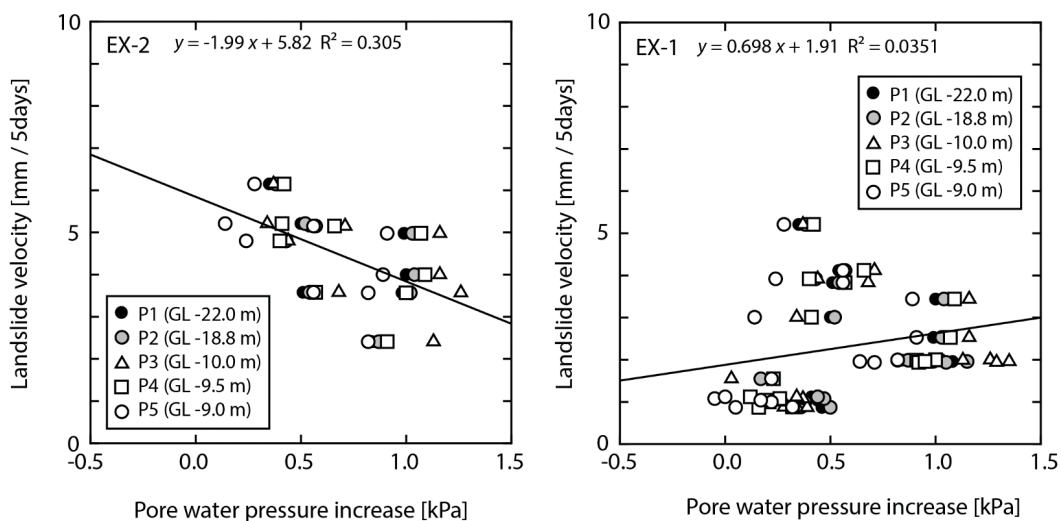 10
EX-2 y = -1.99 x + 5.82 R² = 0.305
5
0
-0.5 0.0 0.5 1.0 1.5
Landslide velocity [mm / 5days]
Pore water pressure increase [kPa]
P1 (GL -22.0 m)
P2 (GL -18.8 m)
P3 (GL -10.0 m)
P4 (GL -9.5 m)
P5 (GL -9.0 m)
10
EX-1 y = 0.698 x + 1.91 R² = 0.0351
P1 (GL -22.0 m)
P2 (GL -18.8 m)
P3 (GL -10.0 m)
P4 (GL -9.5 m)
P5 (GL -9.0 m)
5
0
-0.5 0.0 0.5 1.0 1.5
Landslide velocity [mm / 5days]
Pore water pressure increase [kPa]